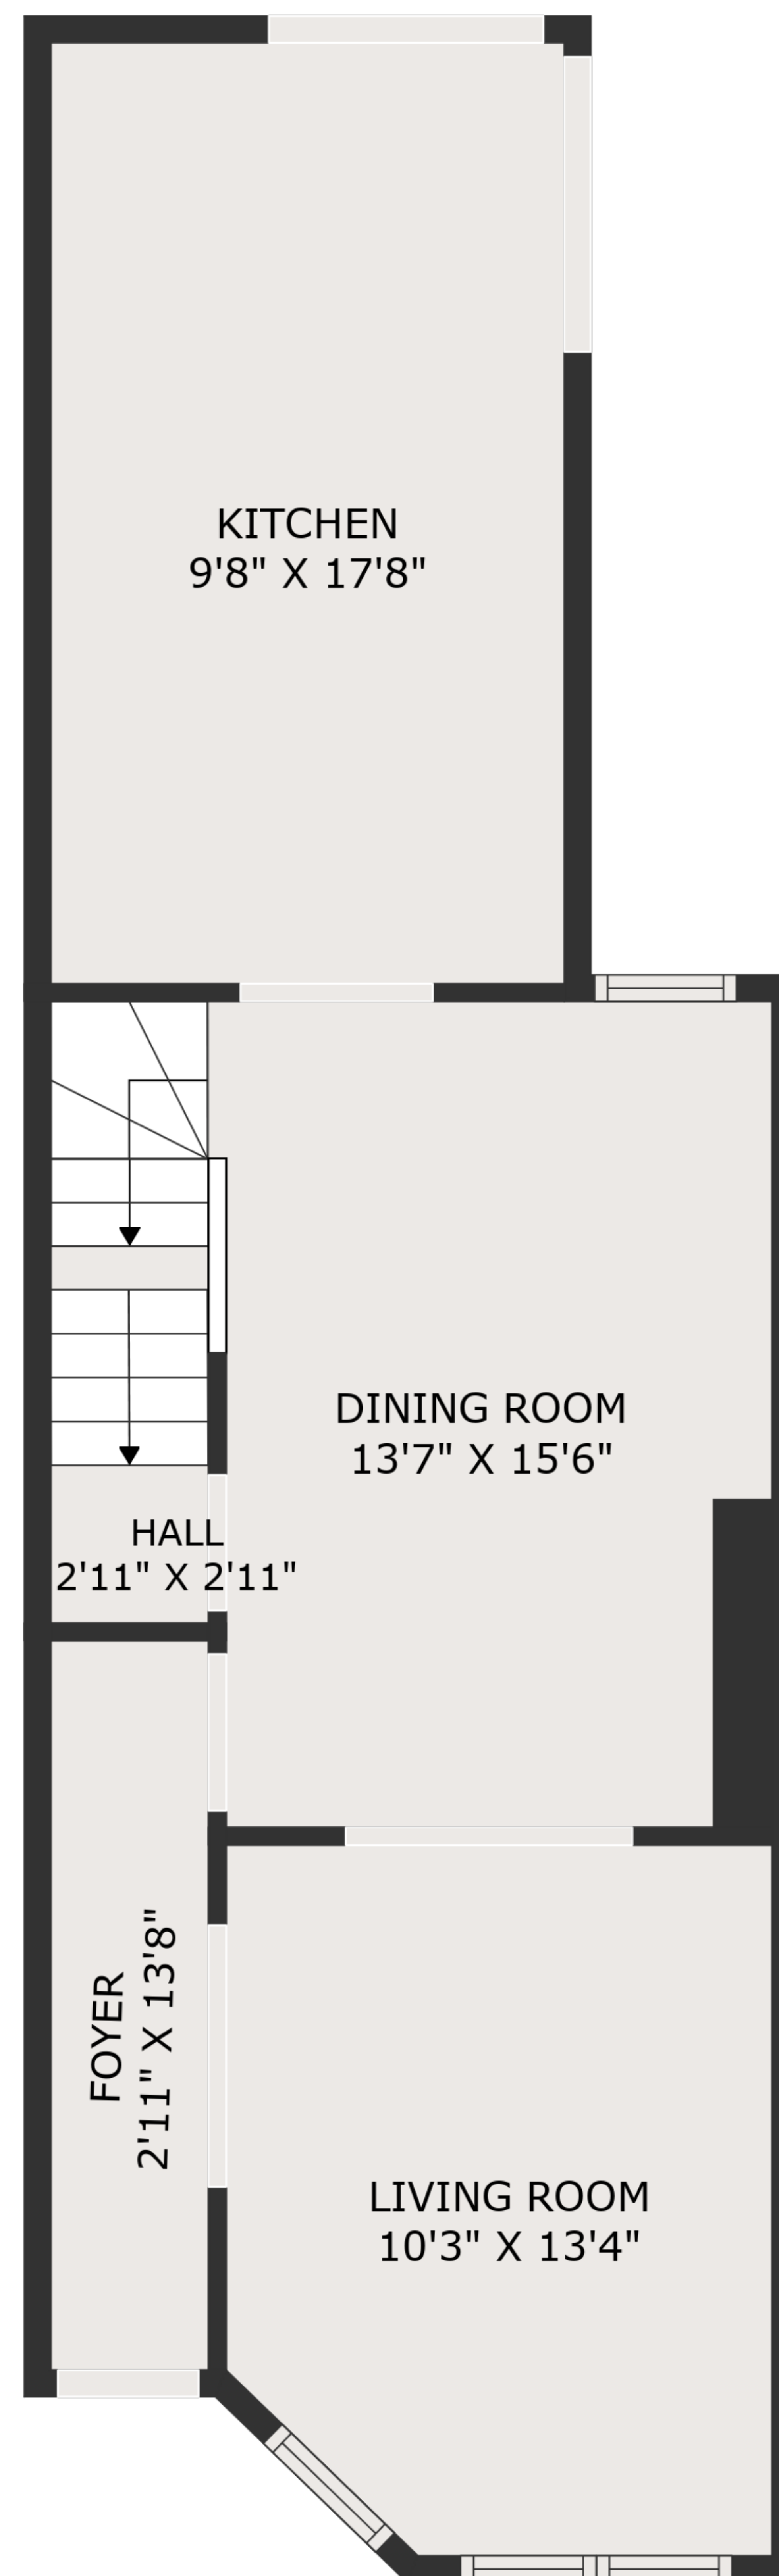 KITCHEN
9'8" X 17'8"
DINING ROOM
13'7" X 15'6"
HALL
2'11" X 2'11"
FOYER
2'11" X 13'8"
LIVING ROOM
10'3" X 13'4"